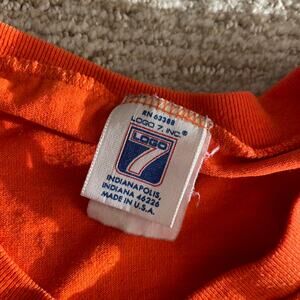 RN 63388
LOGO 7, INC.®
LOGO
7
INDIANAPOLIS,
INDIANA 46226
MADE IN U.S.A.